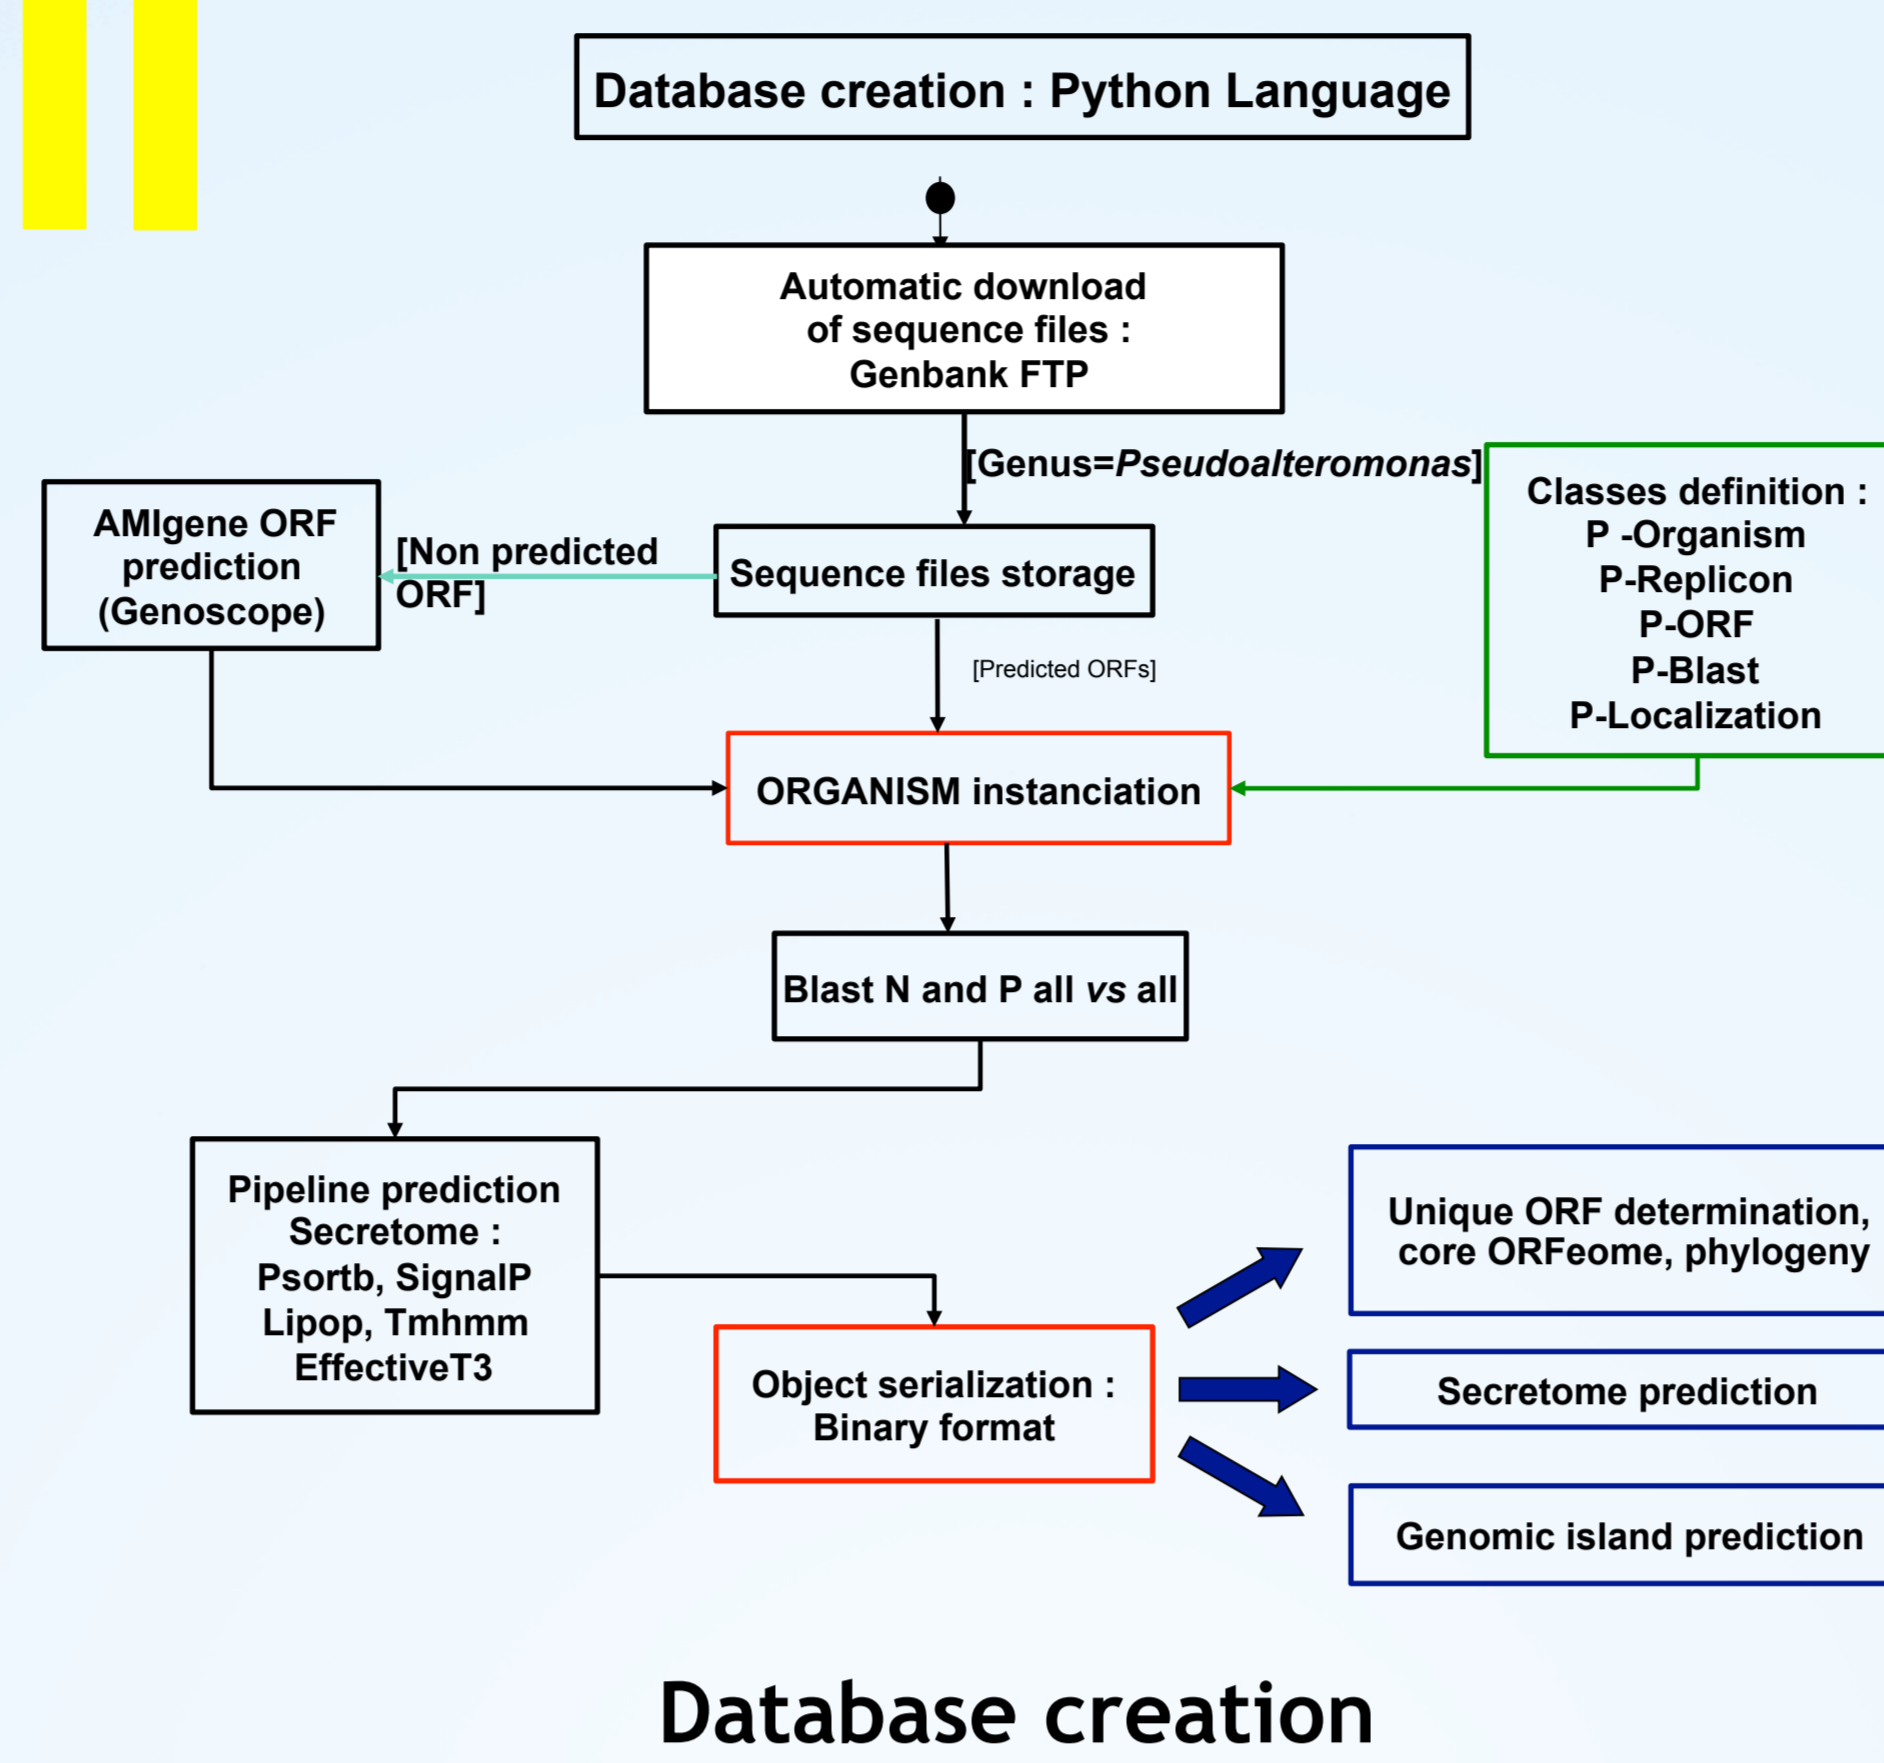 Database creation : Python Language
Automatic download
of sequence files :
Genbank FTP
[Genus=Pseudoalteromonas]
AMIgene ORF
prediction
(Genoscope)
[Non predicted
ORF]
Sequence files storage
Classes definition :
P -Organism
P-Replicon
P-ORF
P-Blast
P-Localization
[Predicted ORFs]
ORGANISM instanciation
Blast N and P all vs all
Pipeline prediction
Secretome :
Psortb, SignalP
Lipop, Tmhmm
EffectiveT3
Object serialization :
Binary format
Unique ORF determination,
core ORFeome, phylogeny
Secretome prediction
Genomic island prediction
Database creation